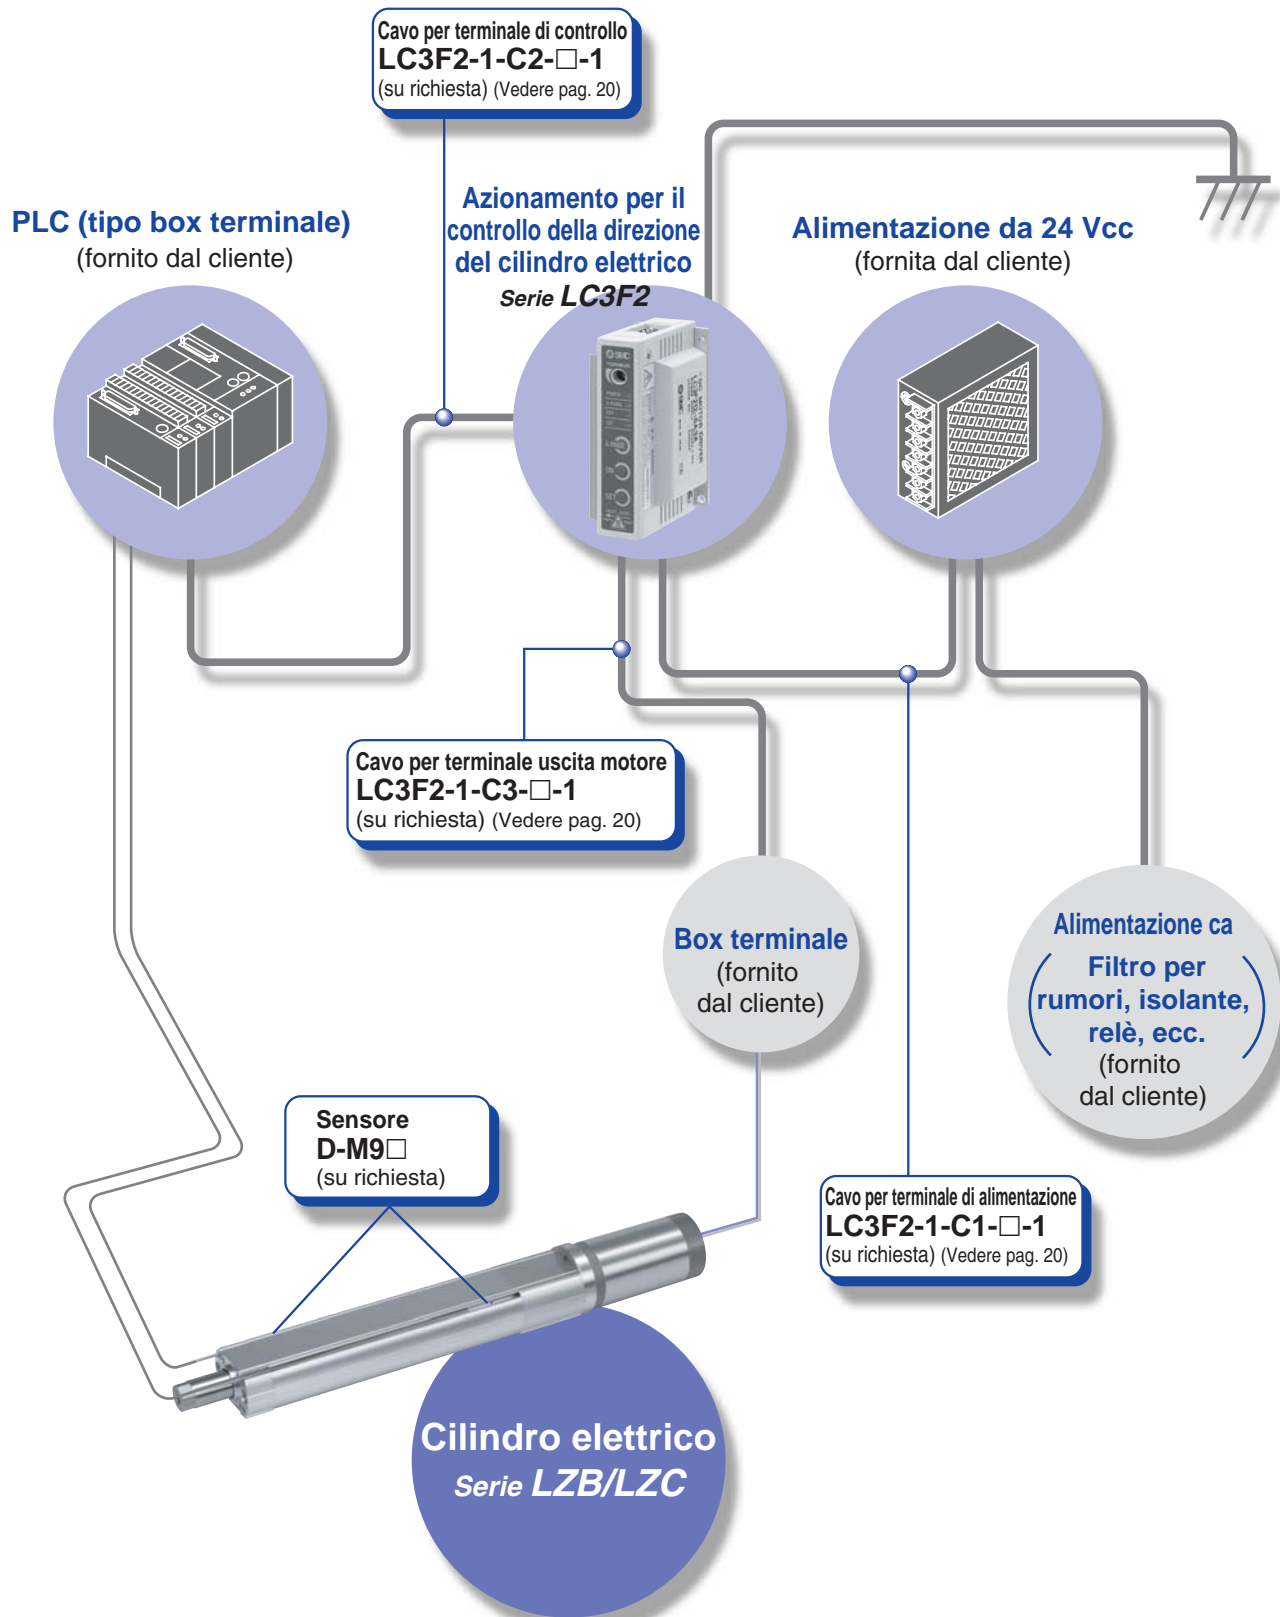 Cavo per terminale di controllo
LC3F2-1-C2-□-1
(su richiesta) (Vedere pag. 20)
PLC (tipo box terminale)
(fornito dal cliente)
Azionamento per il
controllo della direzione
del cilindro elettrico
Serie LC3F2
Alimentazione da 24 Vcc
(fornita dal cliente)
SMC
Cavo per terminale uscita motore
LC3F2-1-C3-□-1
(su richiesta) (Vedere pag. 20)
Box terminale
(fornito
dal cliente)
Alimentazione ca
(Filtro per
rumori, isolante,
relè, ecc.)
(fornito
dal cliente)
Sensore
D-M9□
(su richiesta)
Cavo per terminale di alimentazione
LC3F2-1-C1-□-1
(su richiesta) (Vedere pag. 20)
Cilindro elettrico
Serie LZB/LZC